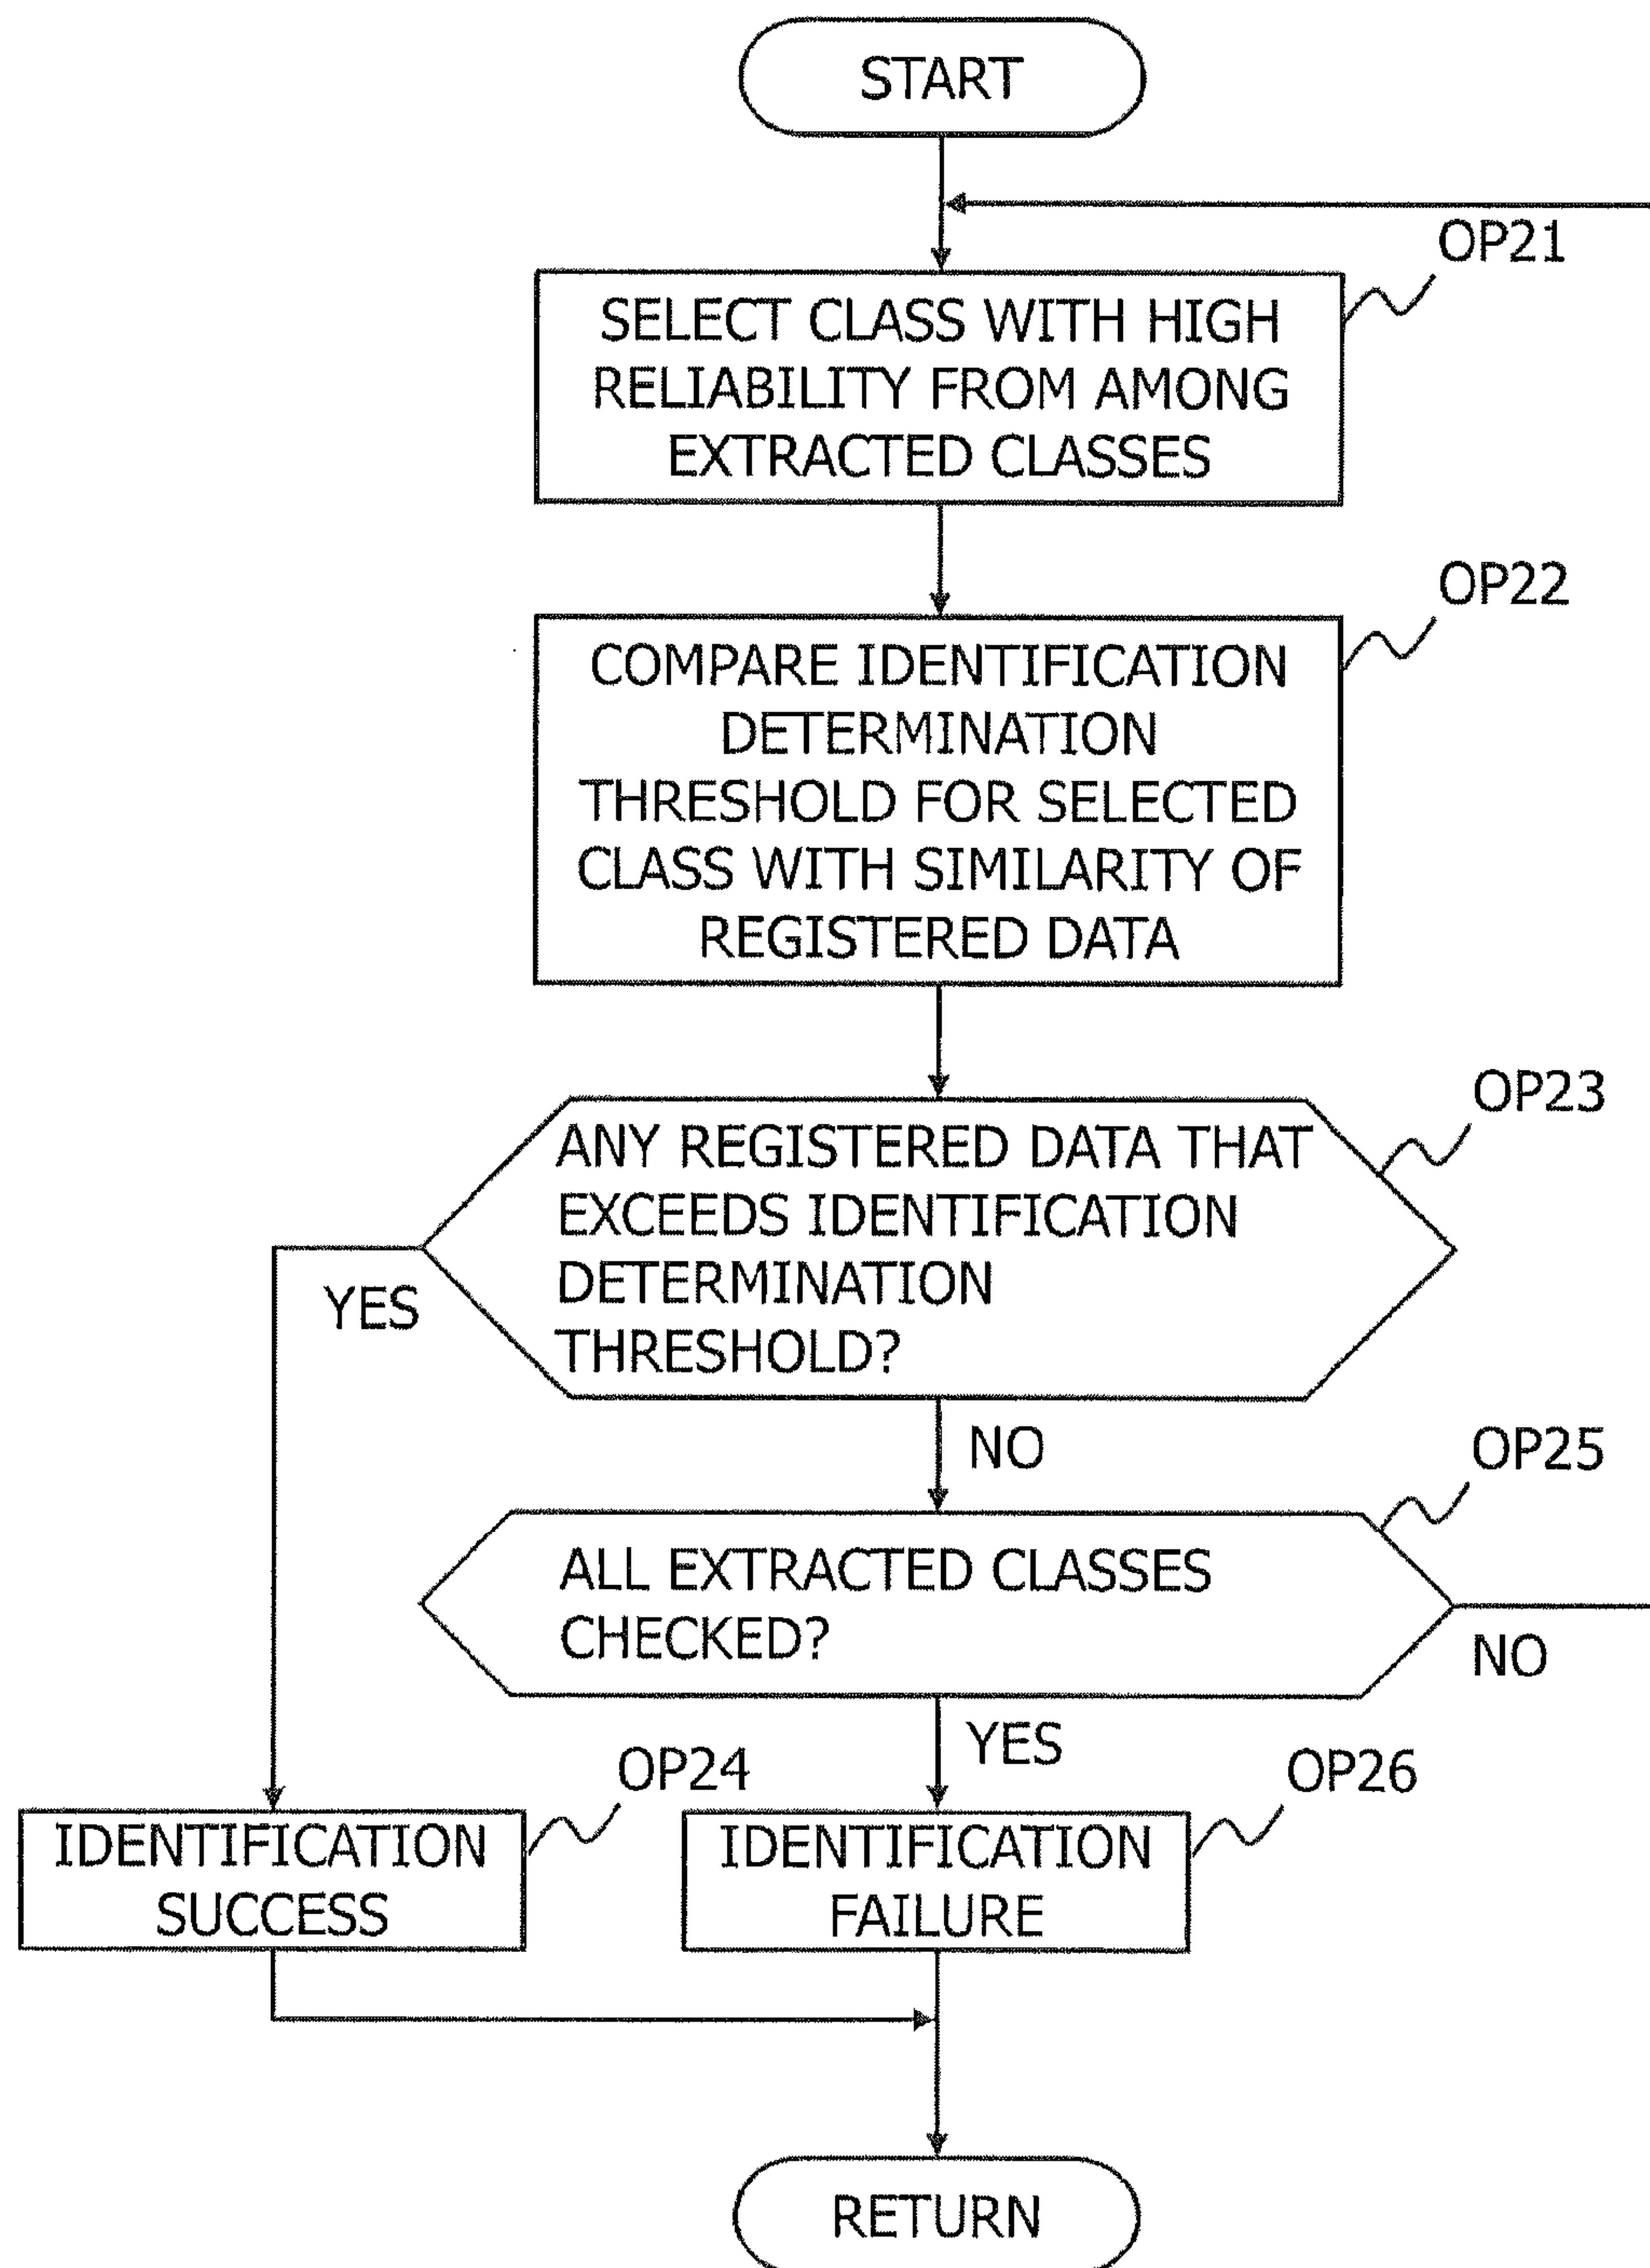 START
OP21
SELECT CLASS WITH HIGH
RELIABILITY FROM AMONG
EXTRACTED CLASSES
OP22
COMPARE IDENTIFICATION
DETERMINATION
THRESHOLD FOR SELECTED
CLASS WITH SIMILARITY OF
REGISTERED DATA
OP23
ANY REGISTERED DATA THAT
EXCEEDS IDENTIFICATION
DETERMINATION
THRESHOLD?
YES
NO
OP25
ALL EXTRACTED CLASSES
CHECKED?
NO
YES
OP24
IDENTIFICATION
SUCCESS
OP26
IDENTIFICATION
FAILURE
RETURN